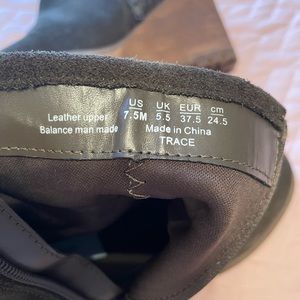 US UK EUR cm
Leather upper 7.5M 5.5 37.5 24.5
Balance man made Made in China
TRACE